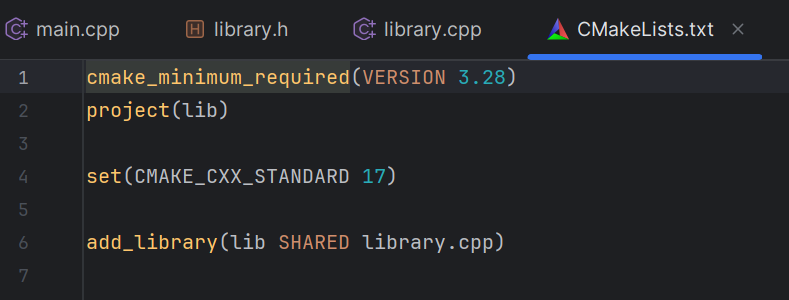 main.cpp library.h library.cpp CMakeLists.txt
1 cmake_minimum_required(VERSION 3.28)
2 project(lib)
3
4 set(CMAKE_CXX_STANDARD 17)
5
6 add_library(lib SHARED library.cpp)
7